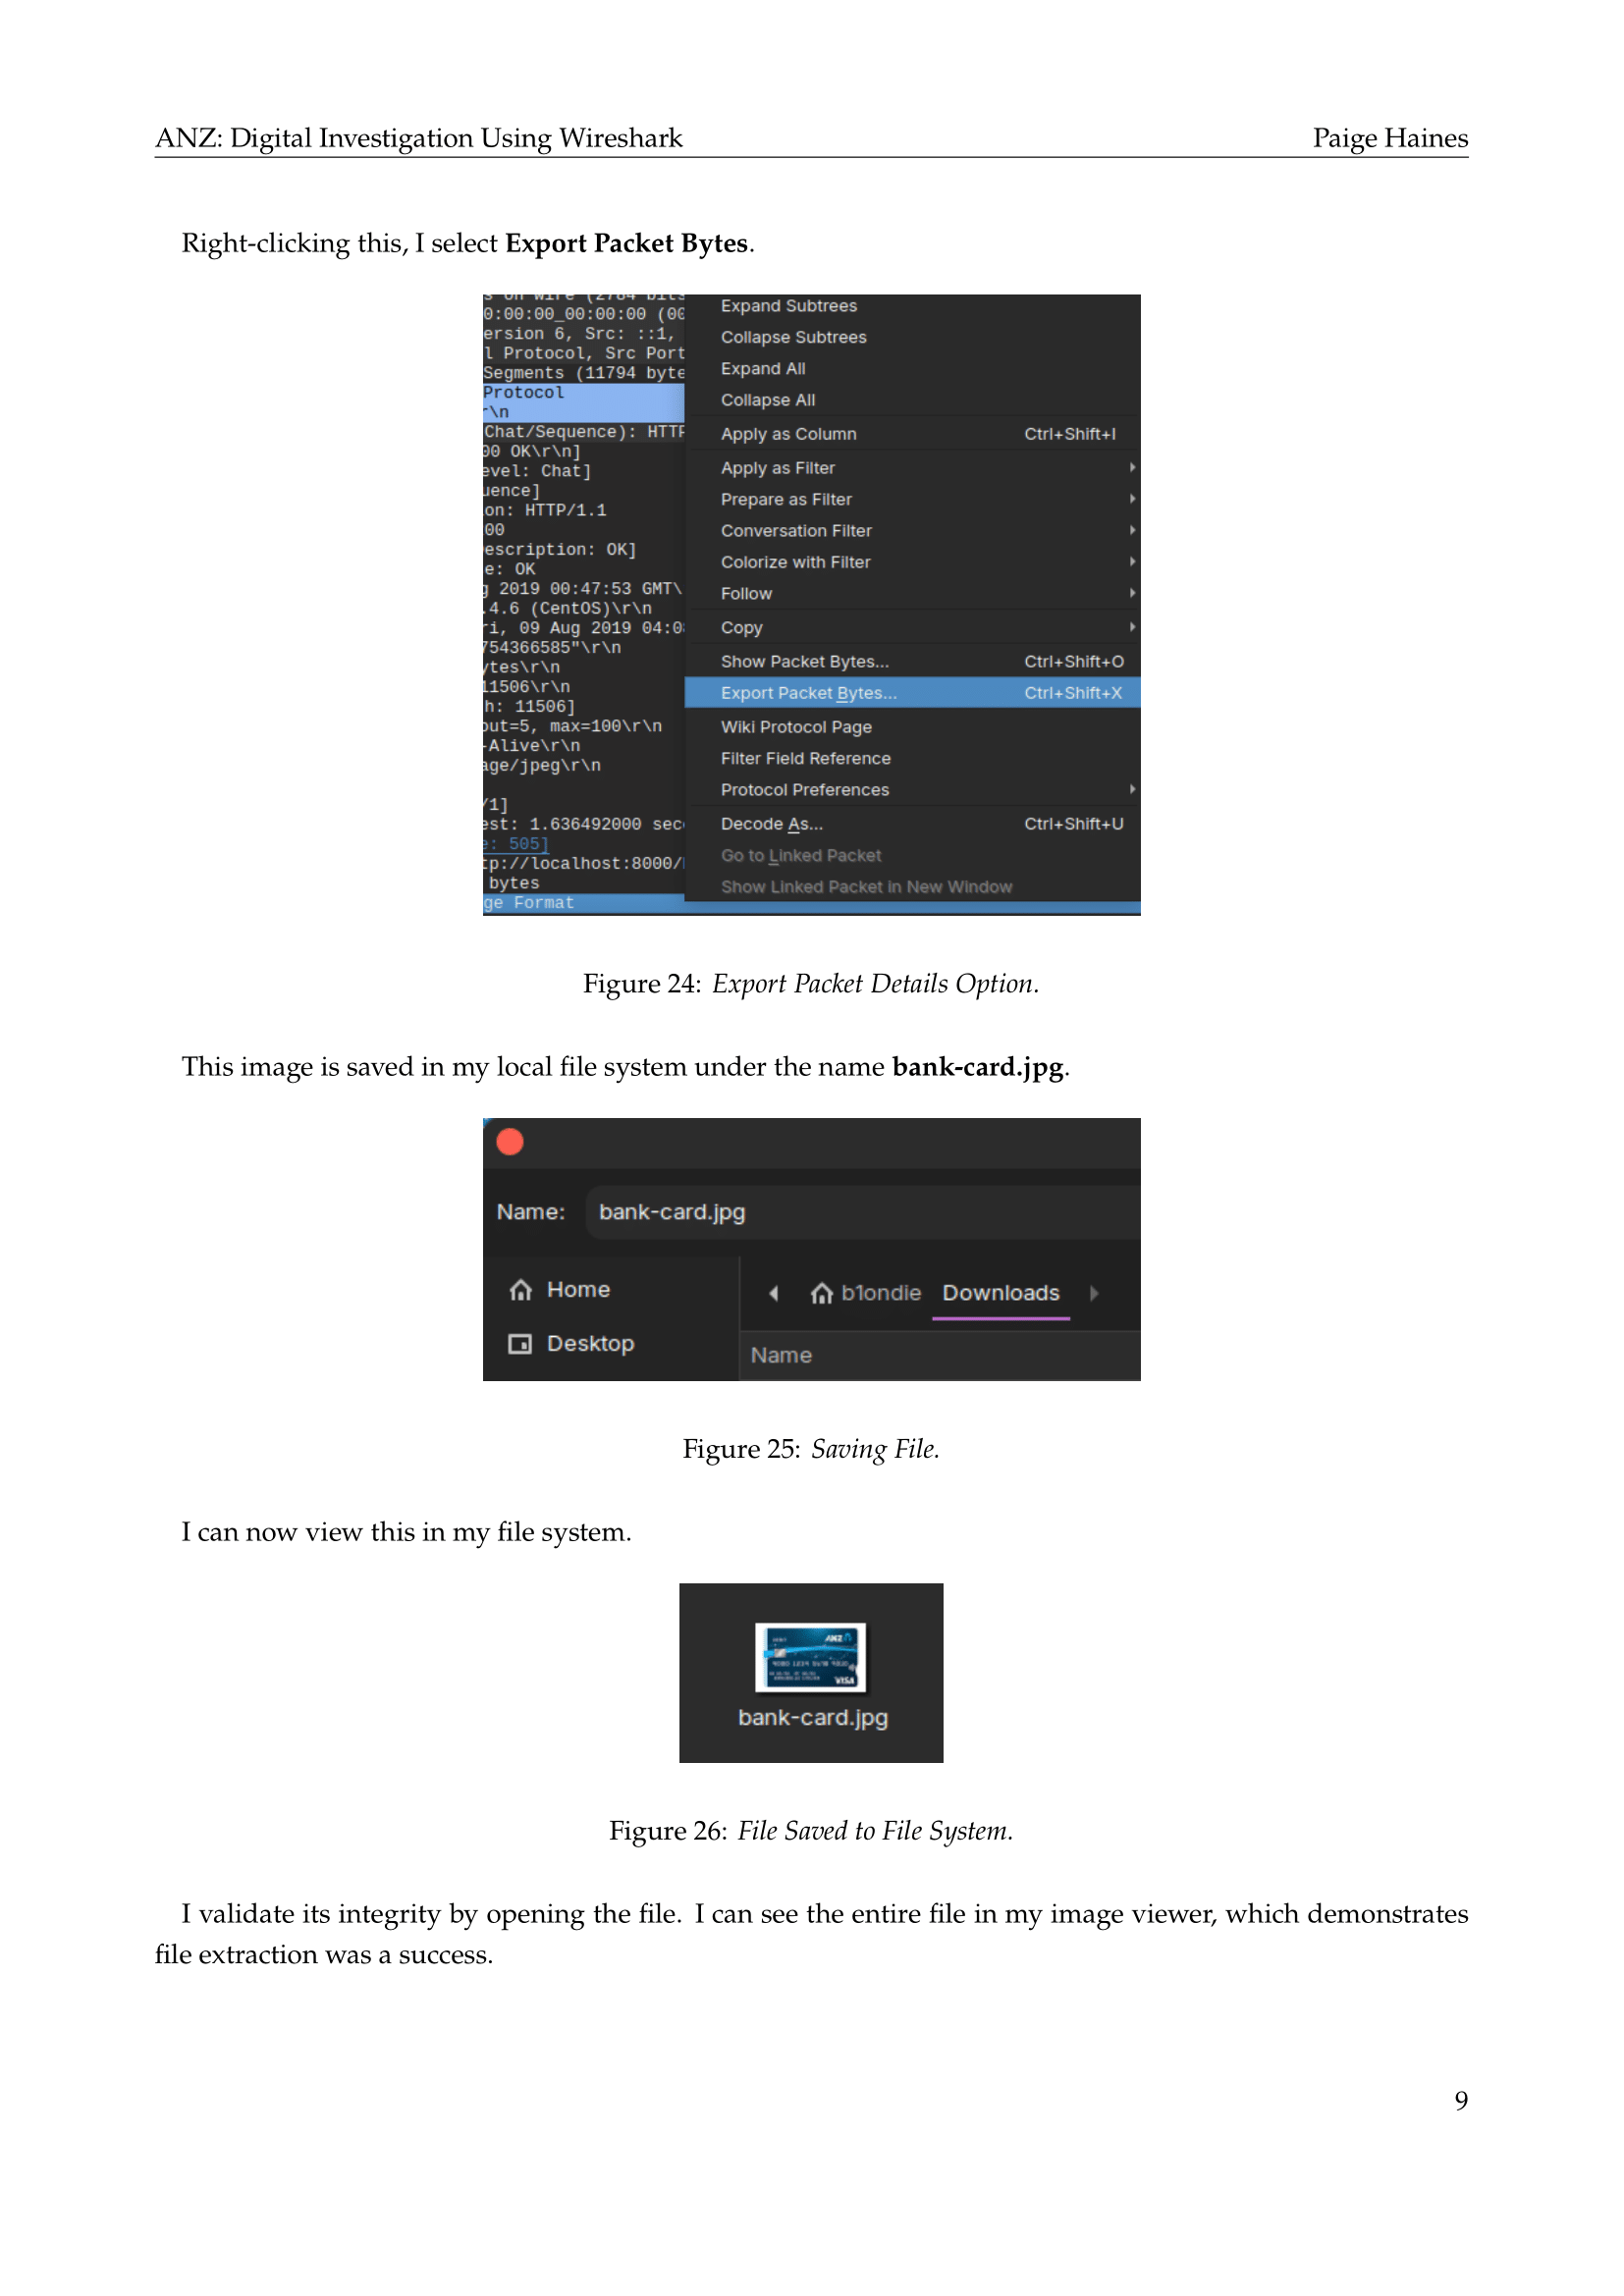 ANZ: Digital Investigation Using Wireshark Paige Haines
Right-clicking this, I select Export Packet Bytes.
s on wire (2784 bits
0:00:00_00:00:00 (00
ersion 6, Src: ::1,
l Protocol, Src Port
Segments (11794 byte
Protocol
r\n
(Chat/Sequence): HTTP
00 OK\r\n]
evel: Chat]
uence]
on: HTTP/1.1
00
escription: OK]
e: OK
g 2019 00:47:53 GMT\
.4.6 (CentOS)\r\n
ri, 09 Aug 2019 04:0
754366585"\r\n
ytes\r\n
11506\r\n
h: 11506]
out=5, max=100\r\n
-Alive\r\n
age/jpeg\r\n
/1]
est: 1.636492000 sec
e: 505]
tp://localhost:8000/
bytes
ge Format
Expand Subtrees
Collapse Subtrees
Expand All
Collapse All
Apply as Column Ctrl+Shift+I
Apply as Filter
Prepare as Filter
Conversation Filter
Colorize with Filter
Follow
Copy
Show Packet Bytes... Ctrl+Shift+O
Export Packet Bytes... Ctrl+Shift+X
Wiki Protocol Page
Filter Field Reference
Protocol Preferences
Decode As... Ctrl+Shift+U
Go to Linked Packet
Show Linked Packet in New Window
Figure 24: Export Packet Details Option.
This image is saved in my local file system under the name bank-card.jpg.
Name: bank-card.jpg
Home
Desktop
b1ondie Downloads
Name
Figure 25: Saving File.
I can now view this in my file system.
ANZ
VISA
bank-card.jpg
Figure 26: File Saved to File System.
I validate its integrity by opening the file. I can see the entire file in my image viewer, which demonstrates
file extraction was a success.
9